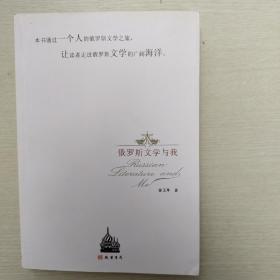 本书通过一个人的俄罗斯文学之旅,
让读者走进俄罗斯文学的广阔海洋。
俄罗斯文学与我
Russian
Literature and
Me
著